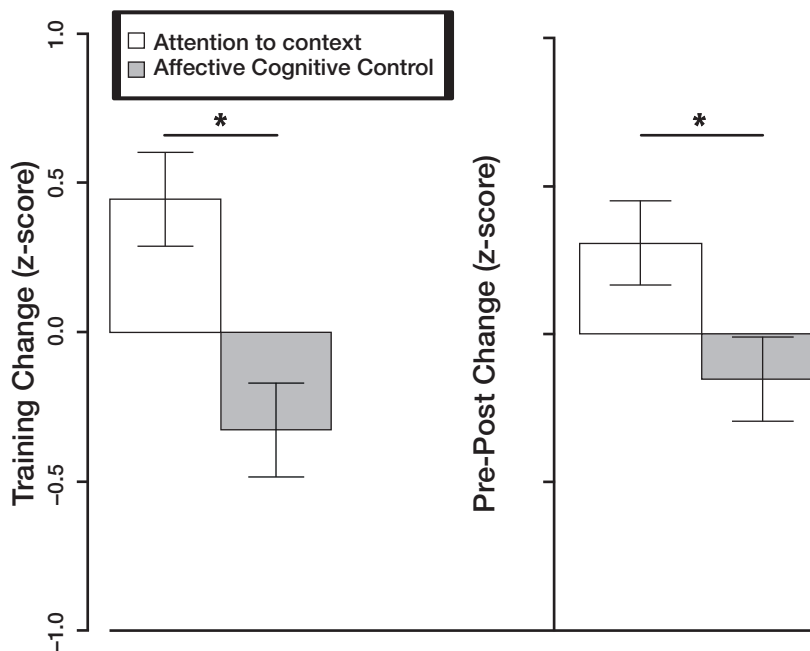 Attention to context
Affective Cognitive Control
Training Change (z-score)
1.0
0.5
0.0
−0.5
−1.0
*
Pre-Post Change (z-score)
*